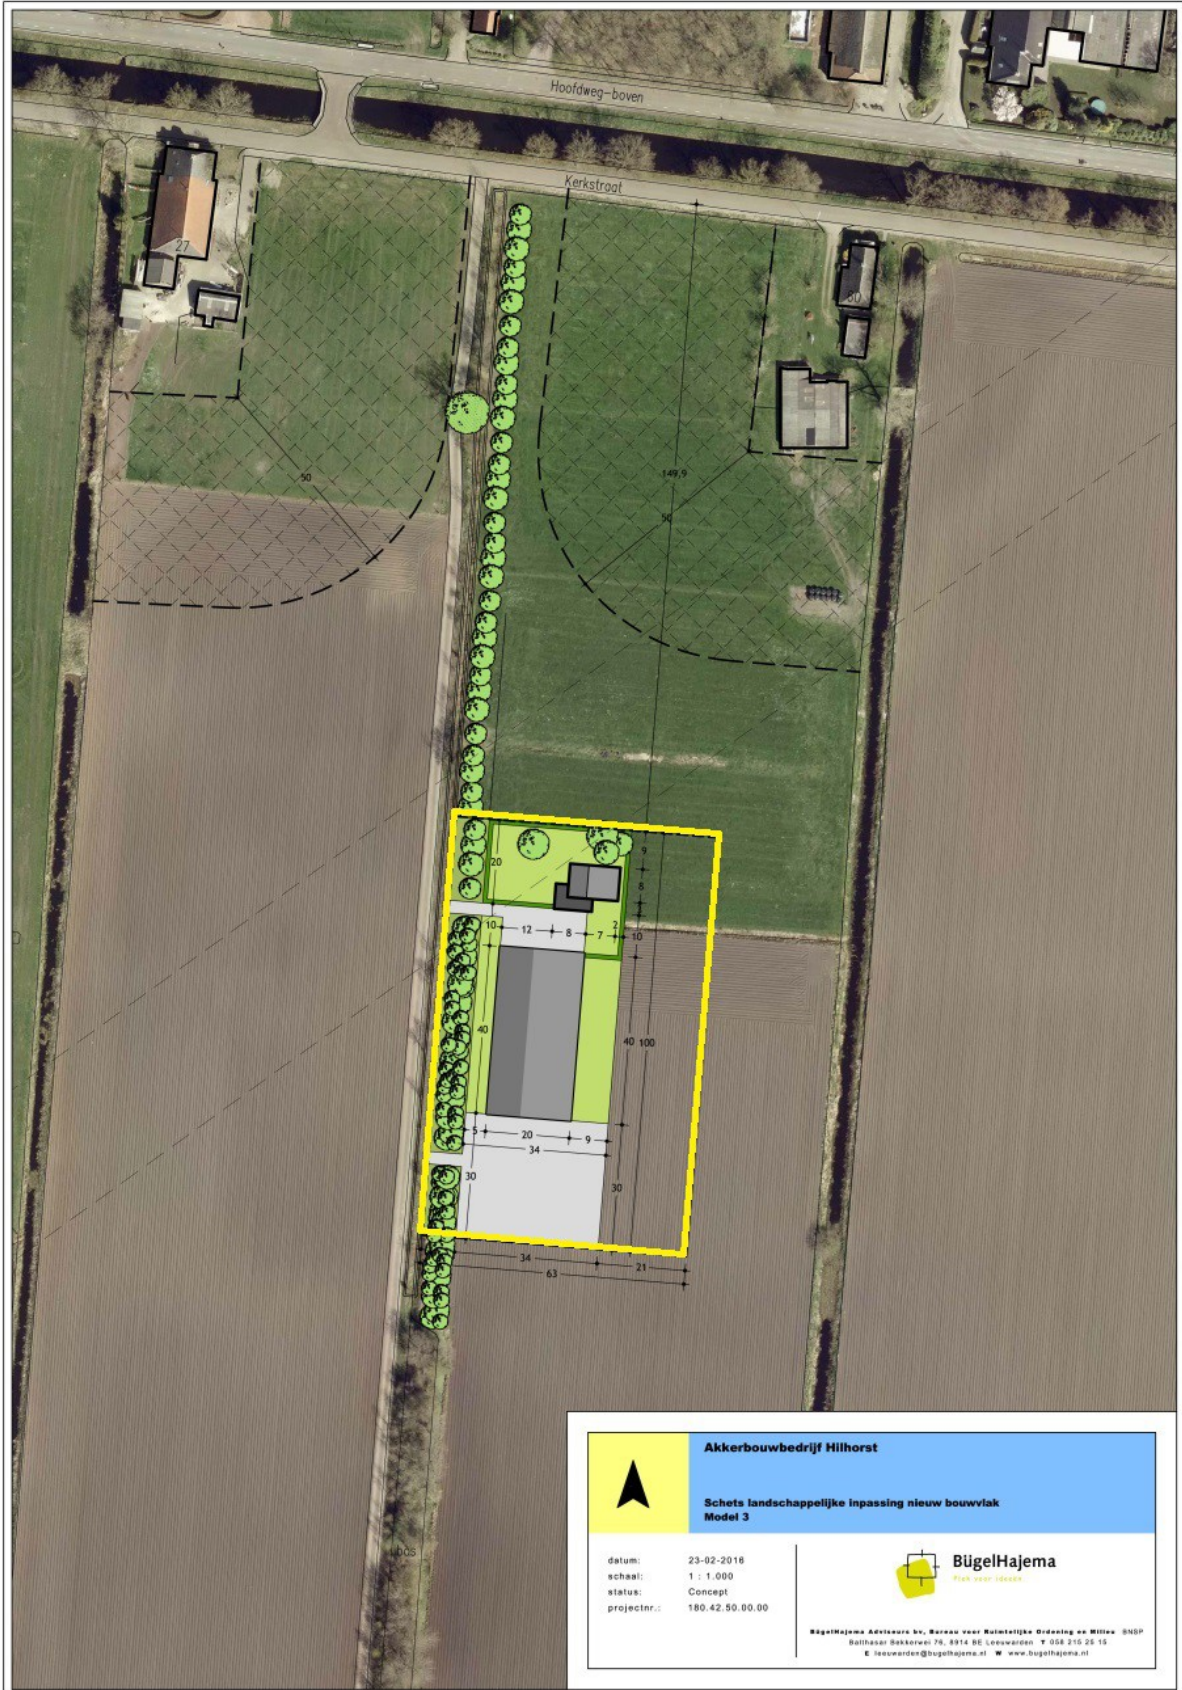 Hoofdweg-boven
Kerkstraat
27
60
50
149,9
50
20
9
8
10
12
8
7
2
10
40
40
100
5
20
9
34
30
30
34
21
63
Akkerbouwbedrijf Hilhorst
Schets landschappelijke inpassing nieuw bouwvlak
Model 3
datum: 23-02-2016
schaal: 1 : 1.000
status: Concept
projectnr.: 180.42.50.00.00
BügelHajema
Plek voor ideeën
BügelHajema Adviseurs bv, Bureau voor Ruimtelijke Ordening en Milieu BNSP
Balthasar Bekkerwei 76, 8914 BE Leeuwarden T 058 215 25 15
E leeuwarden@bugelhajema.nl W www.bugelhajema.nl